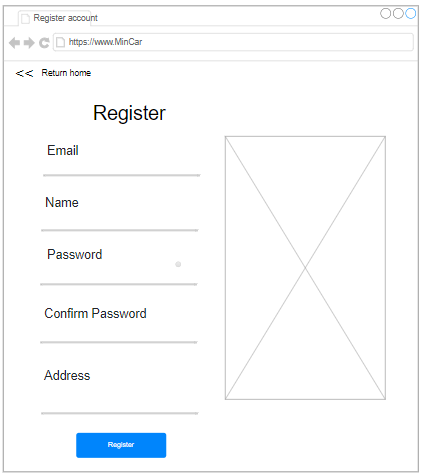 Register account
https://www.MinCar
<< Return home
Register
Email
Name
Password
Confirm Password
Address
Register